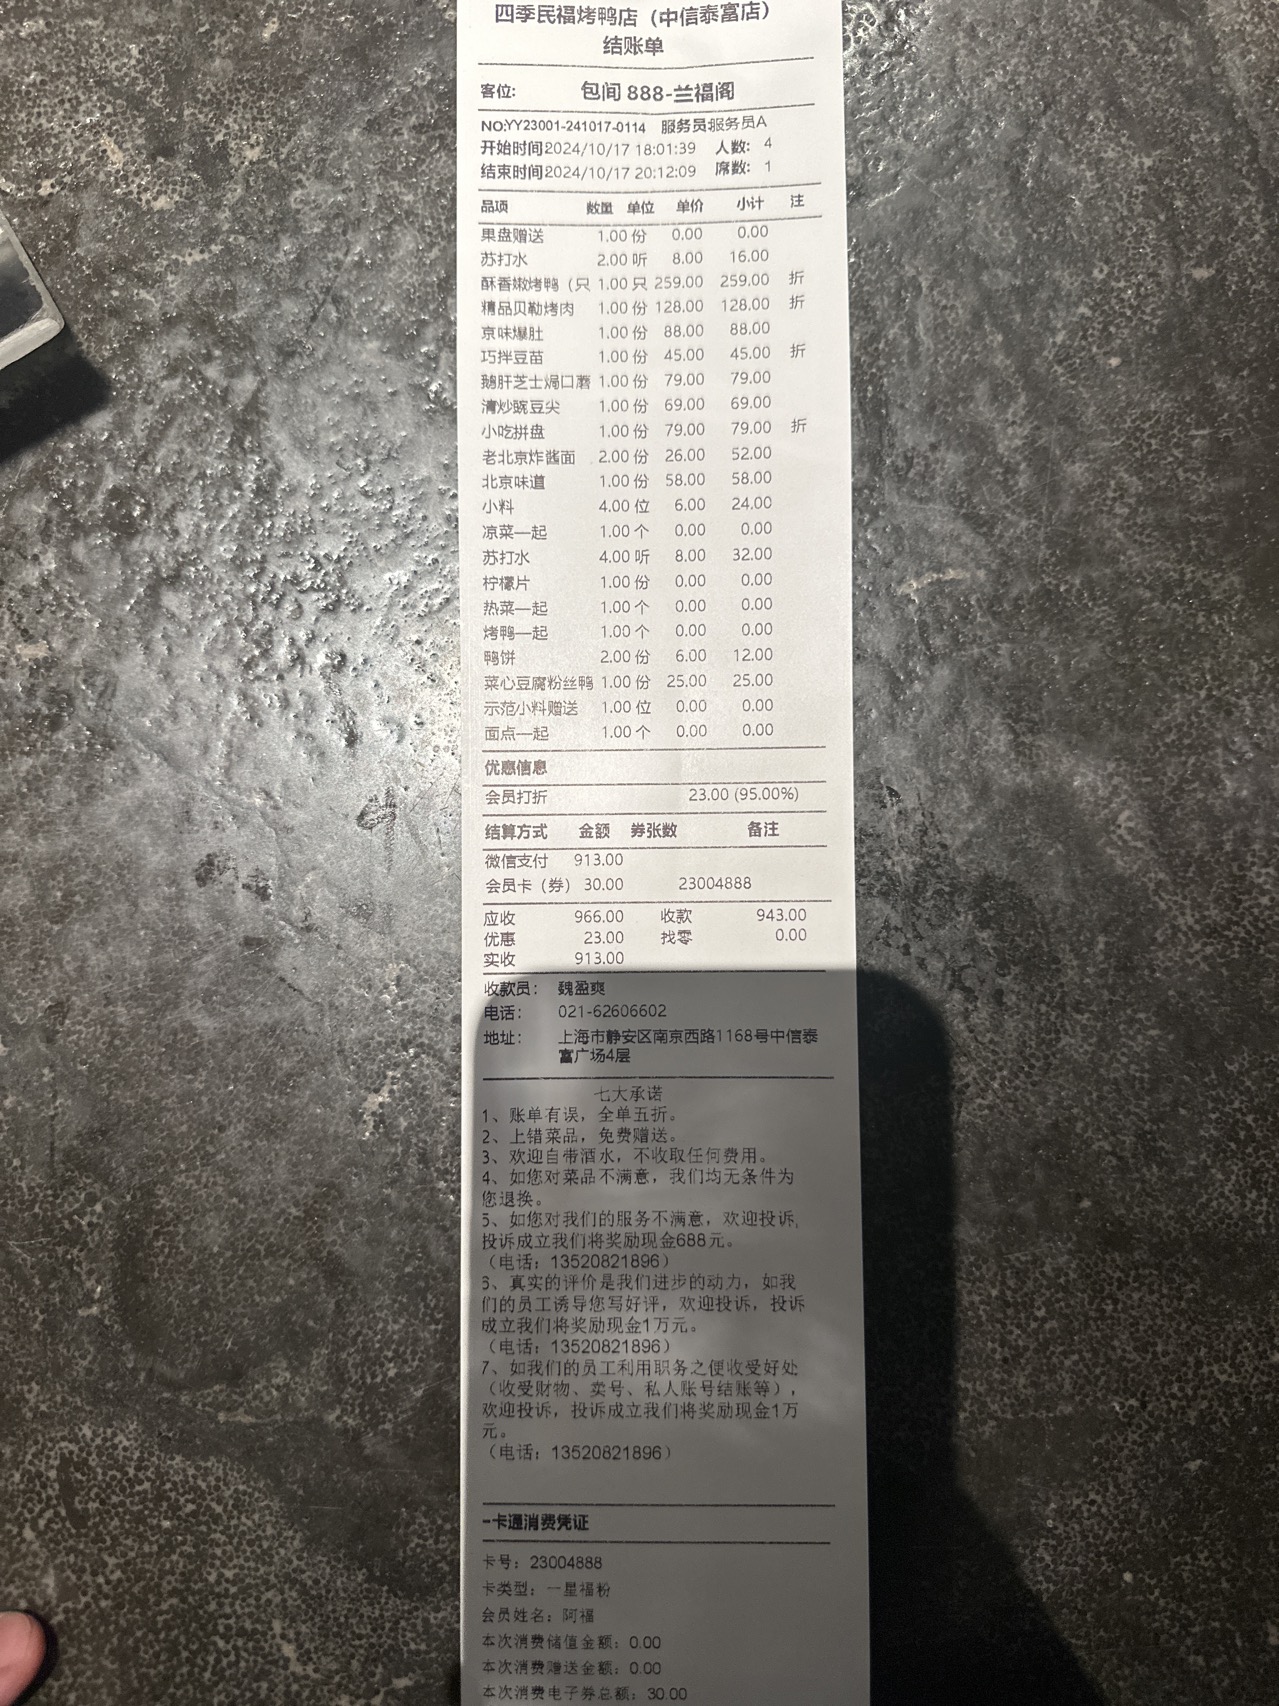 四季民福烤鸭店（中信泰富店）
结账单
客位: 包间 888-兰福阁
NO:YY23001-241017-0114 服务员:服务员A
开始时间2024/10/17 18:01:39 人数: 4
结束时间2024/10/17 20:12:09 席数: 1
品项 数量 单位 单价 小计 注
果盘赠送 1.00 份 0.00 0.00
苏打水 2.00 听 8.00 16.00
酥香嫩烤鸭（只 1.00 只 259.00 259.00 折
精品贝勒烤肉 1.00 份 128.00 128.00 折
京味爆肚 1.00 份 88.00 88.00
巧拌豆苗 1.00 份 45.00 45.00 折
鹅肝芝士焗口蘑 1.00 份 79.00 79.00
清炒豌豆尖 1.00 份 69.00 69.00
小吃拼盘 1.00 份 79.00 79.00 折
老北京炸酱面 2.00 份 26.00 52.00
北京味道 1.00 份 58.00 58.00
小料 4.00 位 6.00 24.00
凉菜一起 1.00 个 0.00 0.00
苏打水 4.00 听 8.00 32.00
柠檬片 1.00 份 0.00 0.00
热菜一起 1.00 个 0.00 0.00
烤鸭一起 1.00 个 0.00 0.00
鸭饼 2.00 份 6.00 12.00
菜心豆腐粉丝鸭 1.00 份 25.00 25.00
示范小料赠送 1.00 位 0.00 0.00
面点一起 1.00 个 0.00 0.00
优惠信息
会员打折 23.00 (95.00%)
结算方式 金额 券张数 备注
微信支付 913.00
会员卡（券） 30.00 23004888
应收 966.00 收款 943.00
优惠 23.00 找零 0.00
实收 913.00
收款员: 魏盈爽
电话: 021-62606602
地址: 上海市静安区南京西路1168号中信泰
富广场4层
七大承诺
1、账单有误，全单五折。
2、上错菜品，免费赠送。
3、欢迎自带酒水，不收取任何费用。
4、如您对菜品不满意，我们均无条件为
您退换。
5、如您对我们的服务不满意，欢迎投诉,
投诉成立我们将奖励现金688元。
（电话: 13520821896）
6、真实的评价是我们进步的动力，如我
们的员工诱导您写好评，欢迎投诉，投诉
成立我们将奖励现金1万元。
（电话: 13520821896）
7、如我们的员工利用职务之便收受好处
（收受财物、卖号、私人账号结账等），
欢迎投诉，投诉成立我们将奖励现金1万
元。
（电话: 13520821896）
一卡通消费凭证
卡号: 23004888
卡类型: 一星福粉
会员姓名: 阿福
本次消费储值金额: 0.00
本次消费赠送金额: 0.00
本次消费电子券总额: 30.00